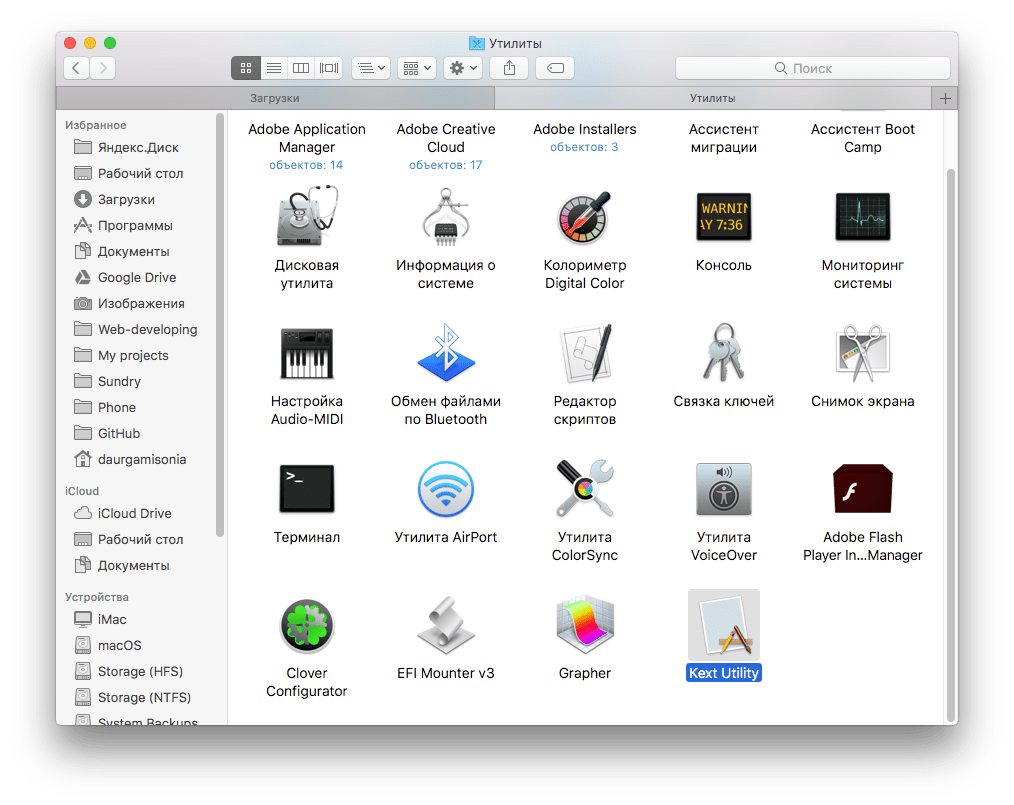 Утилиты
Поиск
Загрузки
Утилиты
Избранное
Яндекс.Диск
Рабочий стол
Загрузки
Программы
Документы
Google Drive
Изображения
Web-developing
My projects
Sundry
Phone
GitHub
daurgamisonia
iCloud
iCloud Drive
Рабочий стол
Документы
Устройства
iMac
macOS
Storage (HFS)
Storage (NTFS)
System Backups
Adobe Application
Manager
объектов: 14
Adobe Creative
Cloud
объектов: 17
Adobe Installers
объектов: 3
Ассистент
миграции
Ассистент Boot
Camp
Дисковая
утилита
Информация о
системе
Колориметр
Digital Color
WARNIN
AY 7:36
Консоль
Мониторинг
системы
Настройка
Audio-MIDI
Обмен файлами
по Bluetooth
Редактор
скриптов
Связка ключей
Снимок экрана
>_
Терминал
Утилита AirPort
Утилита
ColorSync
Утилита
VoiceOver
Adobe Flash
Player In...Manager
Clover
Configurator
EFI Mounter v3
Grapher
Kext Utility